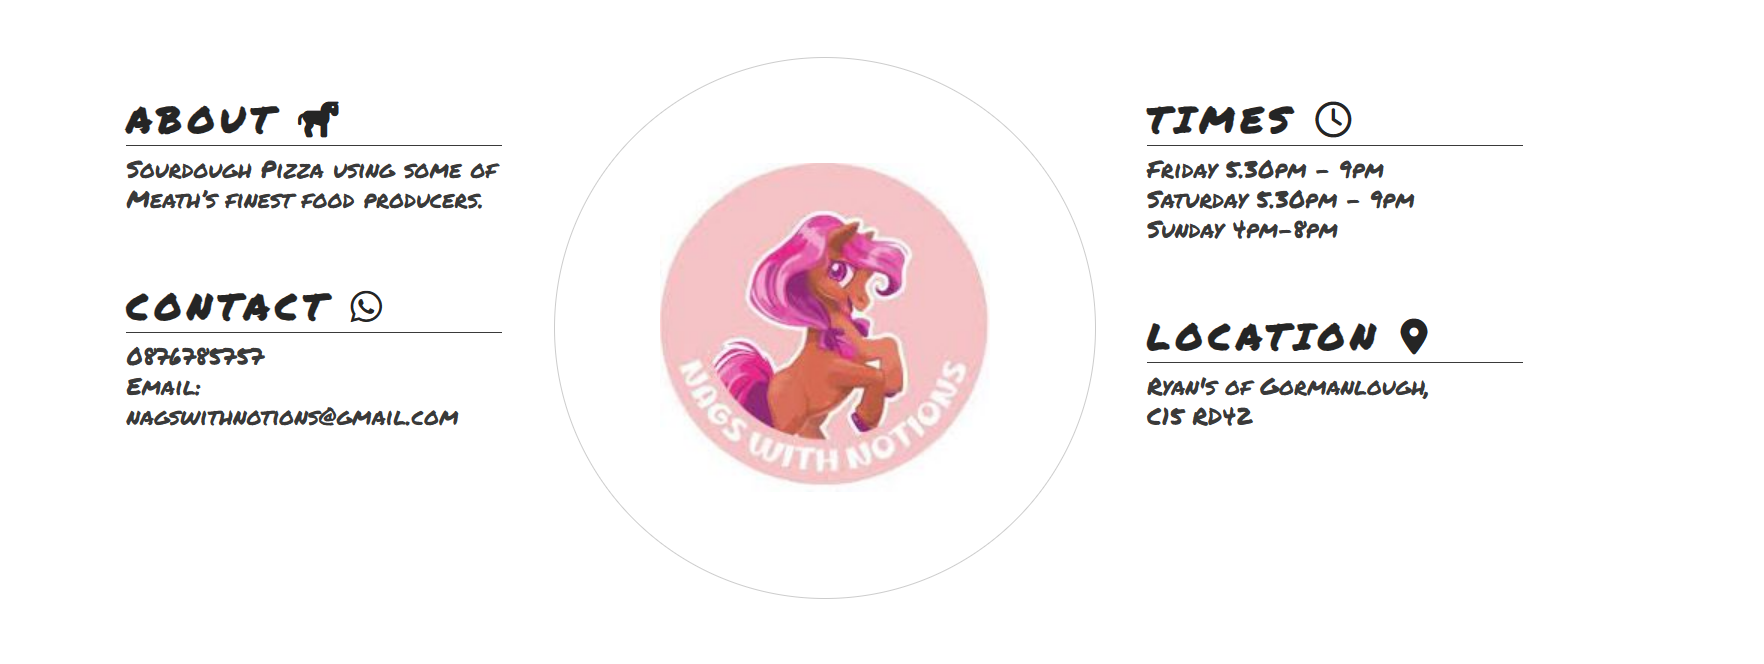 About
Sourdough Pizza using some of
Meath's finest food producers.
Contact
0876785757
Email:
nagswithnotions@gmail.com
NAGS WITH NOTIONS
Times
Friday 5.30pm - 9pm
Saturday 5.30pm - 9pm
Sunday 4pm-8pm
Location
Ryan's of Gormanlough,
C15 RD42